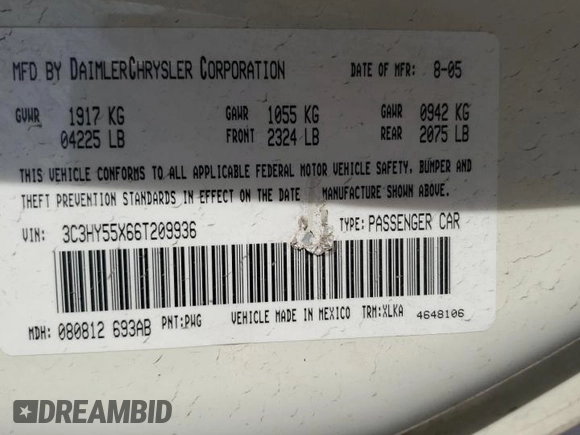 MFD BY DAIMLERCHRYSLER CORPORATION DATE OF MFR: 8-05
GVWR 1917 KG GAWR 1055 KG GAWR 0942 KG
04225 LB FRONT 2324 LB REAR 2075 LB
THIS VEHICLE CONFORMS TO ALL APPLICABLE FEDERAL MOTOR VEHICLE SAFETY, BUMPER AND
THEFT PREVENTION STANDARDS IN EFFECT ON THE DATE MANUFACTURE SHOWN ABOVE.
VIN: 3C3HY55X66T209936 TYPE: PASSENGER CAR
MDH: 080812 693AB PNT: PWG VEHICLE MADE IN MEXICO TRM: XLKA 4648106
DREAMBID